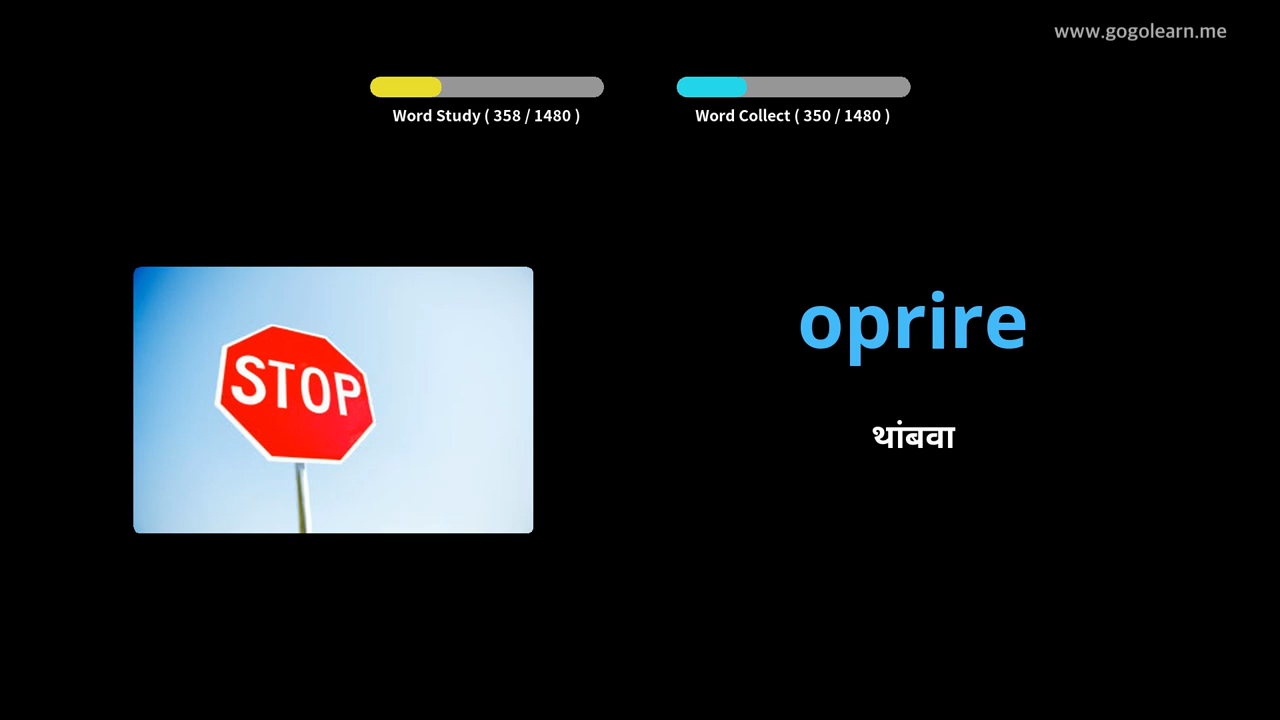 www.gogolearn.me
Word Study ( 358 / 1480 )
Word Collect ( 350 / 1480 )
STOP
oprire
थांबवा